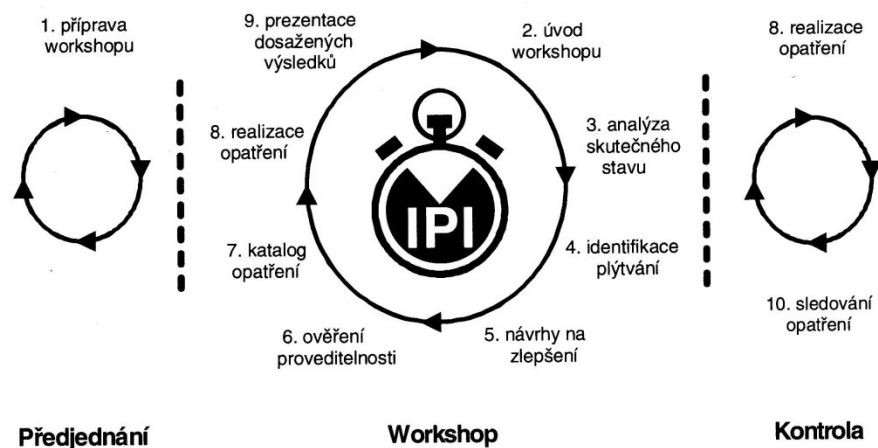 1. příprava
workshopu
9. prezentace
dosažených
výsledků
2. úvod
workshopu
3. analýza
skutečného
stavu
4. identifikace
plýtvání
5. návrhy na
zlepšení
6. ověření
proveditelnosti
7. katalog
opatření
8. realizace
opatření
IPI
8. realizace
opatření
10. sledování
opatření
Předjednání
Workshop
Kontrola